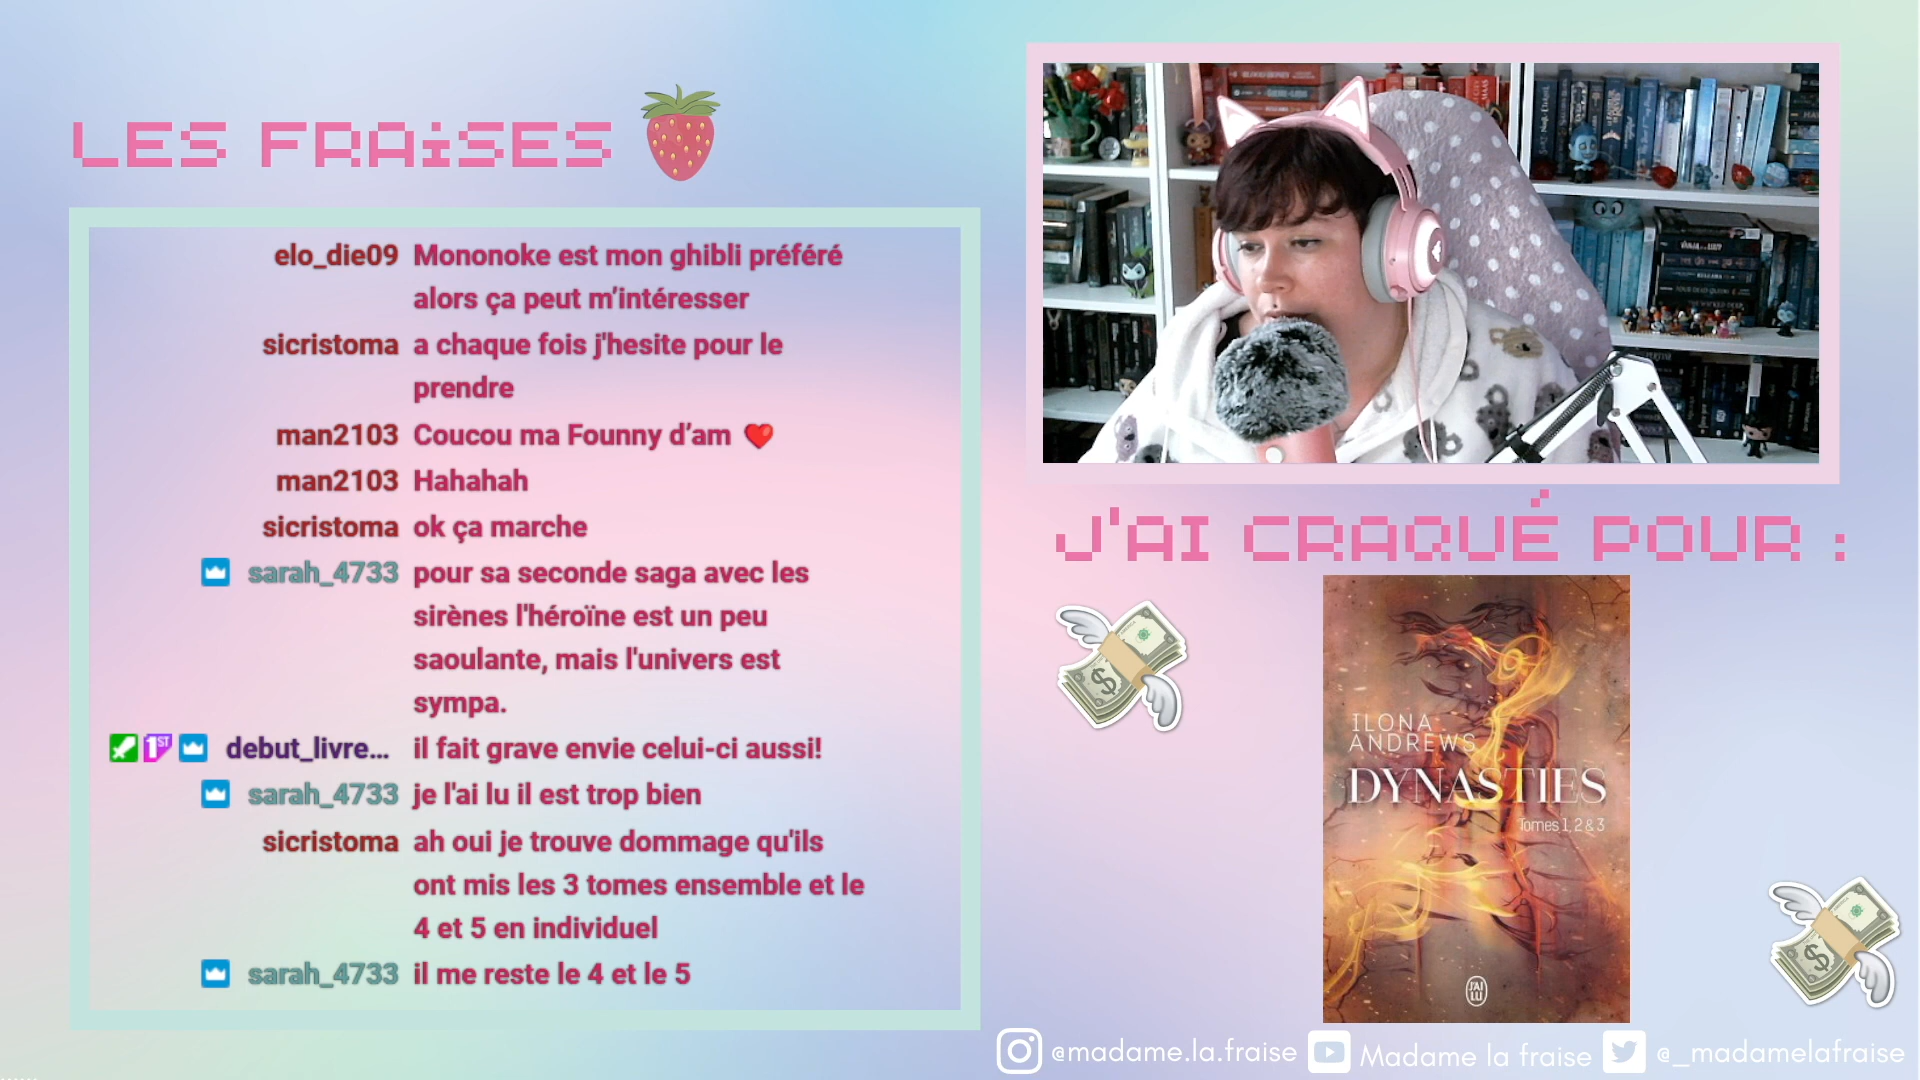 LES FRAiSES
elo_die09 Mononoke est mon ghibli préféré
alors ça peut m’intéresser
sicristoma a chaque fois j'hesite pour le
prendre
man2103 Coucou ma Founny d’am ❤️
man2103 Hahahah
sicristoma ok ça marche
sarah_4733 pour sa seconde saga avec les
sirènes l'héroïne est un peu
saoulante, mais l'univers est
sympa.
1ST debut_livre... il fait grave envie celui-ci aussi!
sarah_4733 je l'ai lu il est trop bien
sicristoma ah oui je trouve dommage qu'ils
ont mis les 3 tomes ensemble et le
4 et 5 en individuel
sarah_4733 il me reste le 4 et le 5
J'AI CRAQUÉ POUR :
ILONA
ANDREWS
DYNASTIES
Tomes 1, 2 & 3
J'AI
LU
@madame.la.fraise Madame la fraise @_madamelafraise